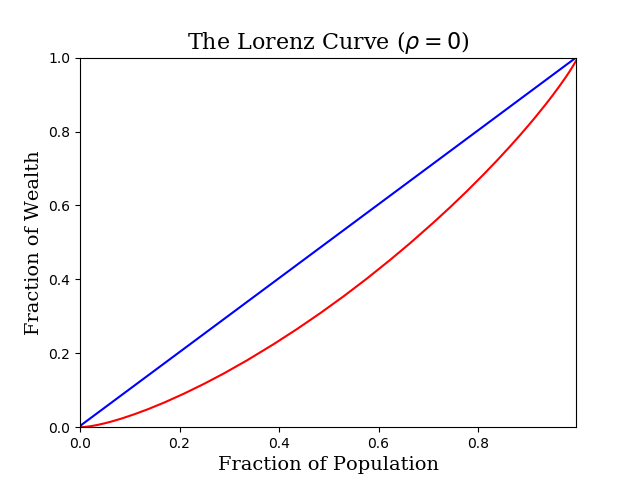 The Lorenz Curve (ρ = 0)
Fraction of Wealth
1.0
0.8
0.6
0.4
0.2
0.0
0.0 0.2 0.4 0.6 0.8
Fraction of Population